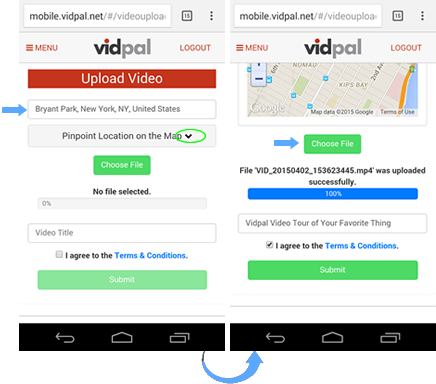 mobile.vidpal.net/#/videouploa
15
MENU
vidpal
LOGOUT
Upload Video
Bryant Park, New York, NY, United States
Pinpoint Location on the Map
Choose File
No file selected.
0%
Video Title
I agree to the Terms & Conditions.
Submit
mobile.vidpal.net/#/videouploa
15
MENU
vidpal
LOGOUT
NOMAD
KIPS BAY
2nd Ave
Google
Map data ©2015 Google
Terms of Use
Choose File
File 'VID_20150402_153623445.mp4' was uploaded
successfully.
100%
Vidpal Video Tour of Your Favorite Thing
I agree to the Terms & Conditions.
Submit